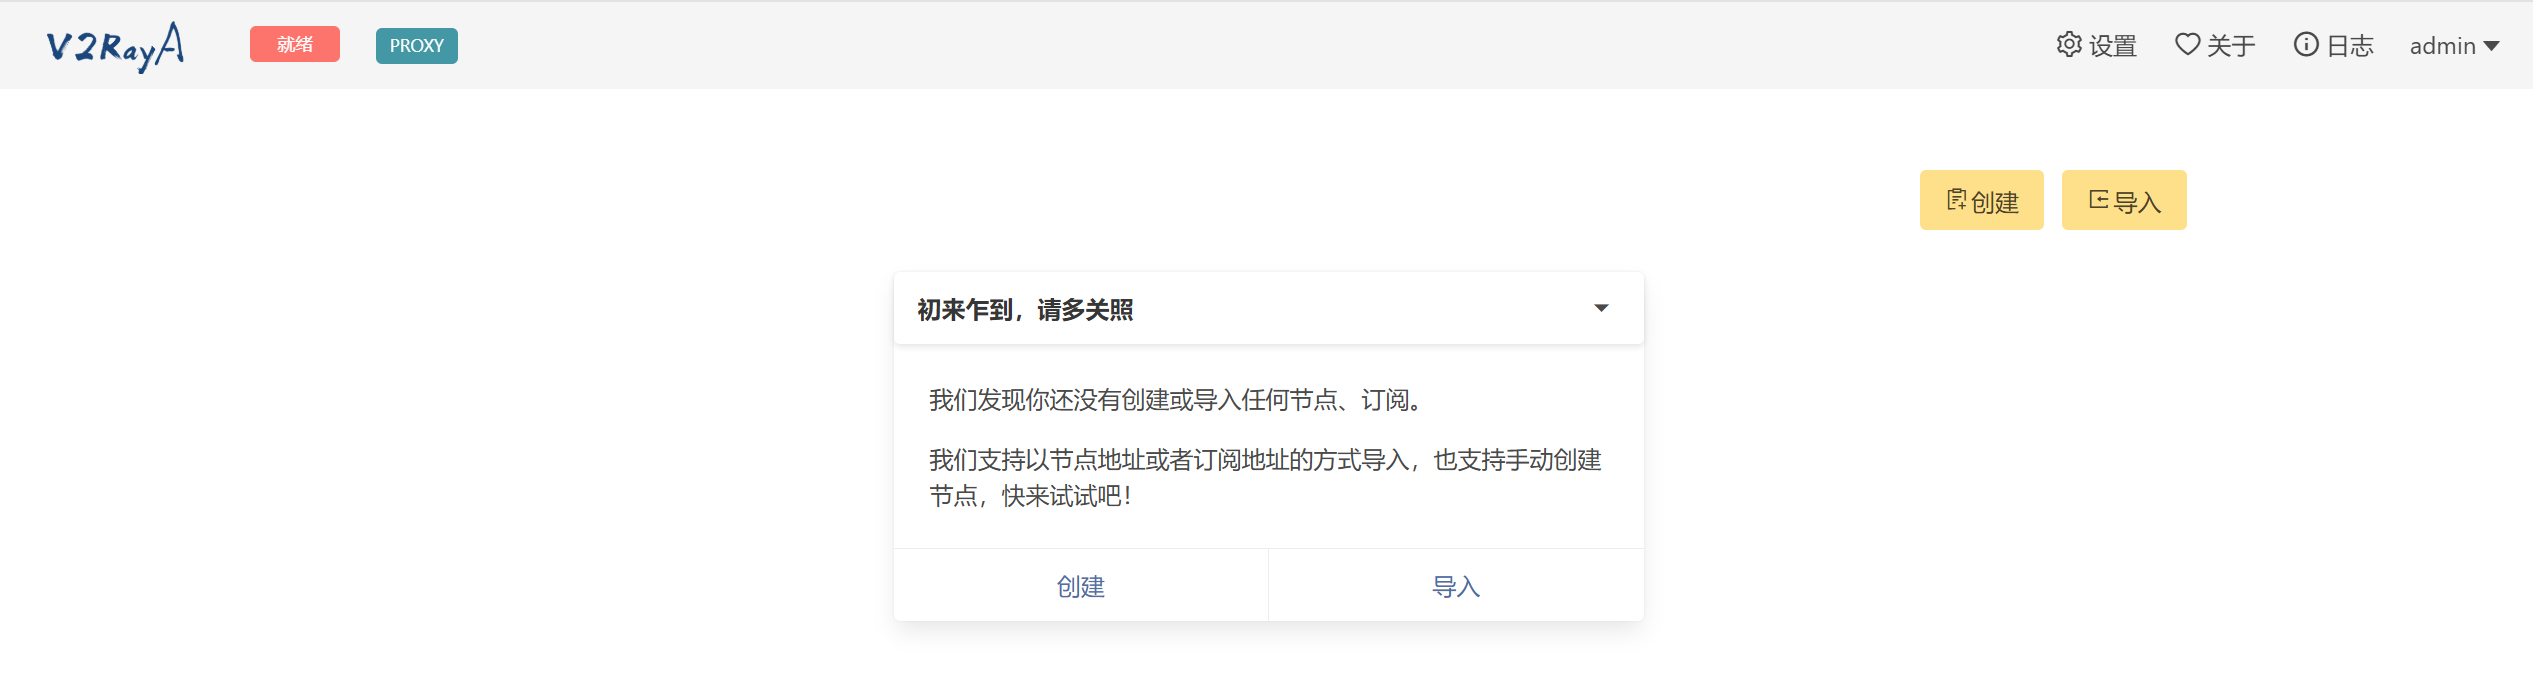 V2RayA
就绪
PROXY
设置
关于
日志
admin
创建
导入
初来乍到，请多关照
我们发现你还没有创建或导入任何节点、订阅。
我们支持以节点地址或者订阅地址的方式导入，也支持手动创建
节点，快来试试吧！
创建
导入